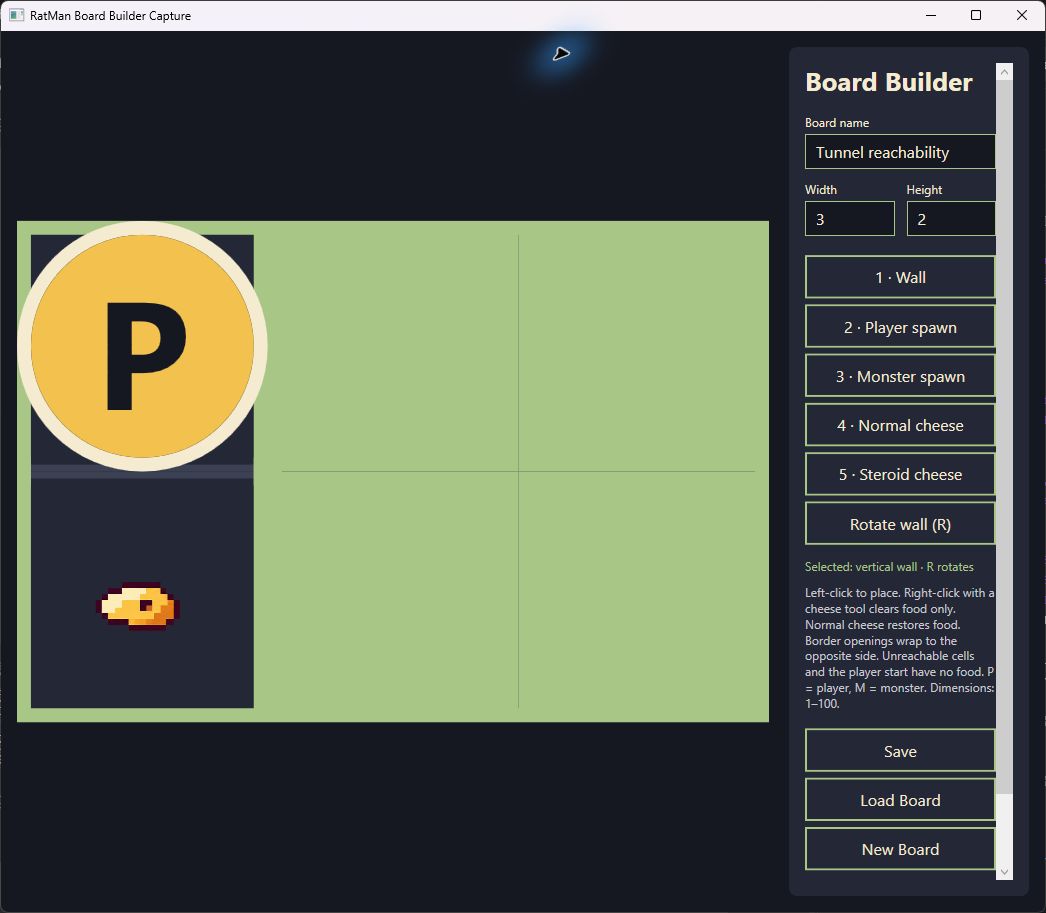 RatMan Board Builder Capture
Board Builder
Board name
Tunnel reachability
Width Height
3 2
1 · Wall
2 · Player spawn
3 · Monster spawn
4 · Normal cheese
5 · Steroid cheese
Rotate wall (R)
Selected: vertical wall · R rotates
Left-click to place. Right-click with a
cheese tool clears food only.
Normal cheese restores food.
Border openings wrap to the
opposite side. Unreachable cells
and the player start have no food. P
= player, M = monster. Dimensions:
1–100.
Save
Load Board
New Board
P